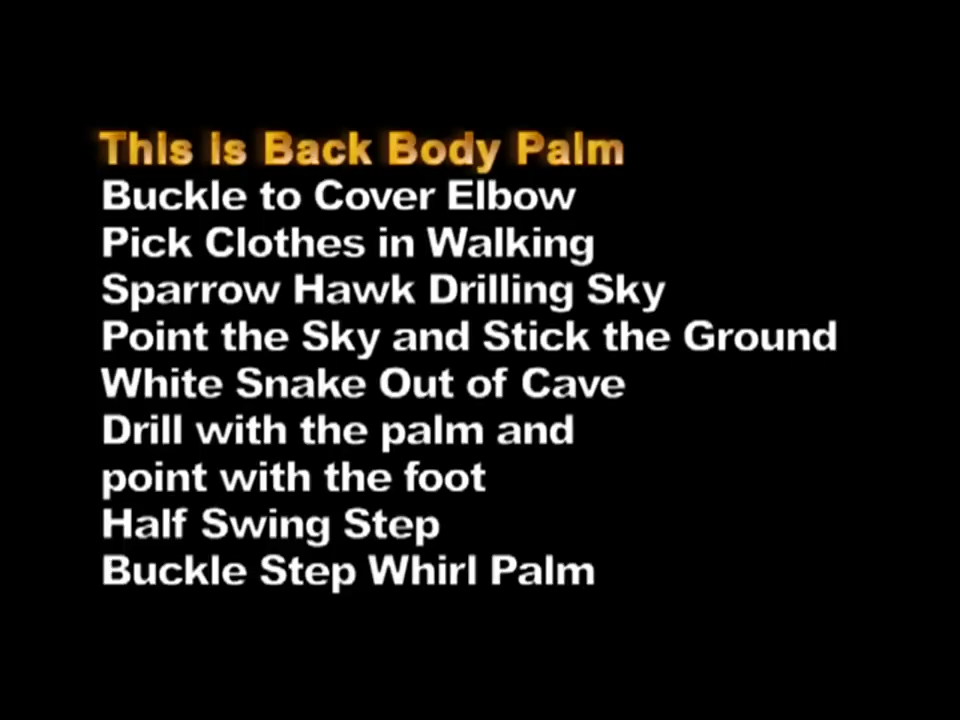 This is Back Body Palm
Buckle to Cover Elbow
Pick Clothes in Walking
Sparrow Hawk Drilling Sky
Point the Sky and Stick the Ground
White Snake Out of Cave
Drill with the palm and
point with the foot
Half Swing Step
Buckle Step Whirl Palm